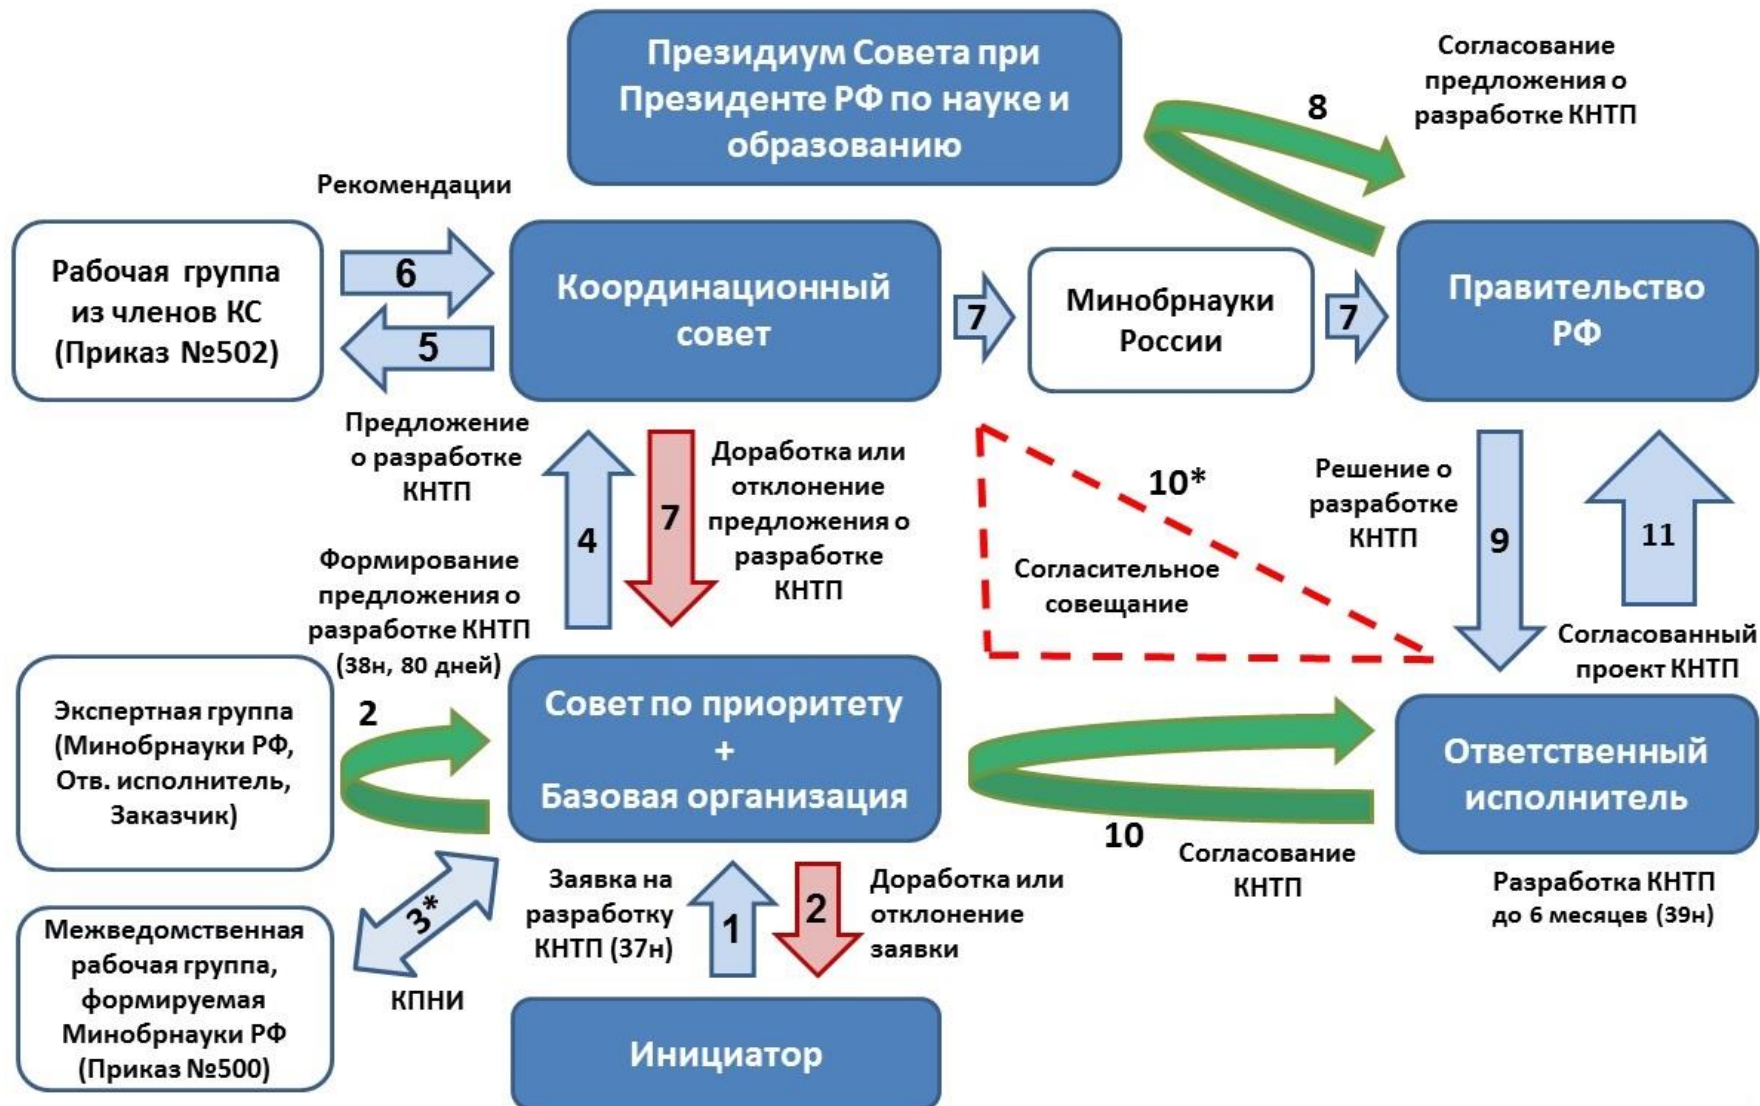 Президиум Совета при
Президенте РФ по науке и
образованию
8
Согласование
предложения о
разработке КНТП
Рекомендации
Рабочая группа
из членов КС
(Приказ №502)
6
5
Координационный
совет
7
Минобрнауки
России
7
Правительство
РФ
Предложение
о разработке
КНТП
4
7
Доработка или
отклонение
предложения о
разработке
КНТП
10*
Согласительное
совещание
Решение о
разработке
КНТП
9
11
Согласованный
проект КНТП
Формирование
предложения о
разработке КНТП
(38н, 80 дней)
Экспертная группа
(Минобрнауки РФ,
Отв. исполнитель,
Заказчик)
2
Совет по приоритету
+
Базовая организация
10
Согласование
КНТП
Ответственный
исполнитель
Разработка КНТП
до 6 месяцев (39н)
3*
КПНИ
Заявка на
разработку
КНТП (37н)
1
2
Доработка или
отклонение
заявки
Межведомственная
рабочая группа,
формируемая
Минобрнауки РФ
(Приказ №500)
Инициатор